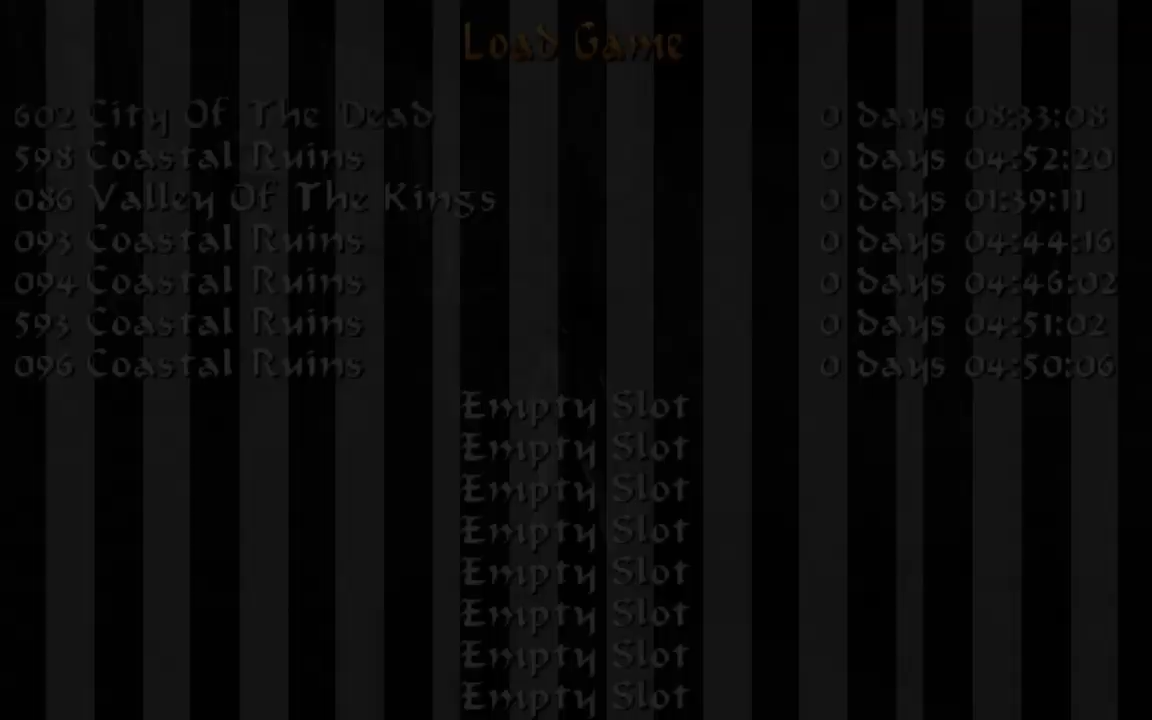 Load Game
602 City Of The Dead 0 days 08:33:08
598 Coastal Ruins 0 days 04:52:20
086 Valley Of The Kings 0 days 01:39:11
093 Coastal Ruins 0 days 04:44:16
094 Coastal Ruins 0 days 04:46:02
593 Coastal Ruins 0 days 04:51:02
096 Coastal Ruins 0 days 04:50:06
Empty Slot
Empty Slot
Empty Slot
Empty Slot
Empty Slot
Empty Slot
Empty Slot
Empty Slot